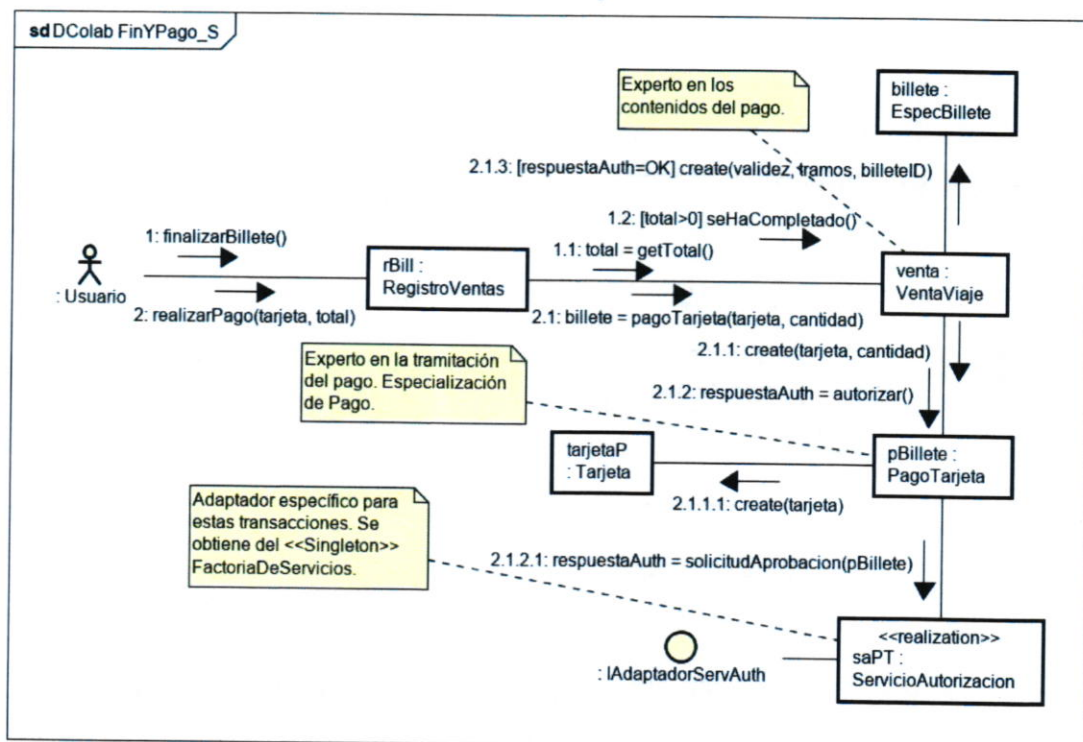 sd DColab FinYPago_S
Experto en los
contenidos del pago.
billete :
EspecBillete
2.1.3: [respuestaAuth=OK] create(validez, tramos, billeteID)
1.2: [total>0] seHaCompletado()
1: finalizarBillete()
1.1: total = getTotal()
: Usuario
rBill :
RegistroVentas
venta :
VentaViaje
2: realizarPago(tarjeta, total)
2.1: billete = pagoTarjeta(tarjeta, cantidad)
2.1.1: create(tarjeta, cantidad)
Experto en la tramitación
del pago. Especialización
de Pago.
2.1.2: respuestaAuth = autorizar()
tarjetaP
: Tarjeta
pBillete :
PagoTarjeta
2.1.1.1: create(tarjeta)
Adaptador específico para
estas transacciones. Se
obtiene del <<Singleton>>
FactoriaDeServicios.
2.1.2.1: respuestaAuth = solicitudAprobacion(pBillete)
: IAdaptadorServAuth
<<realization>>
saPT :
ServicioAutorizacion